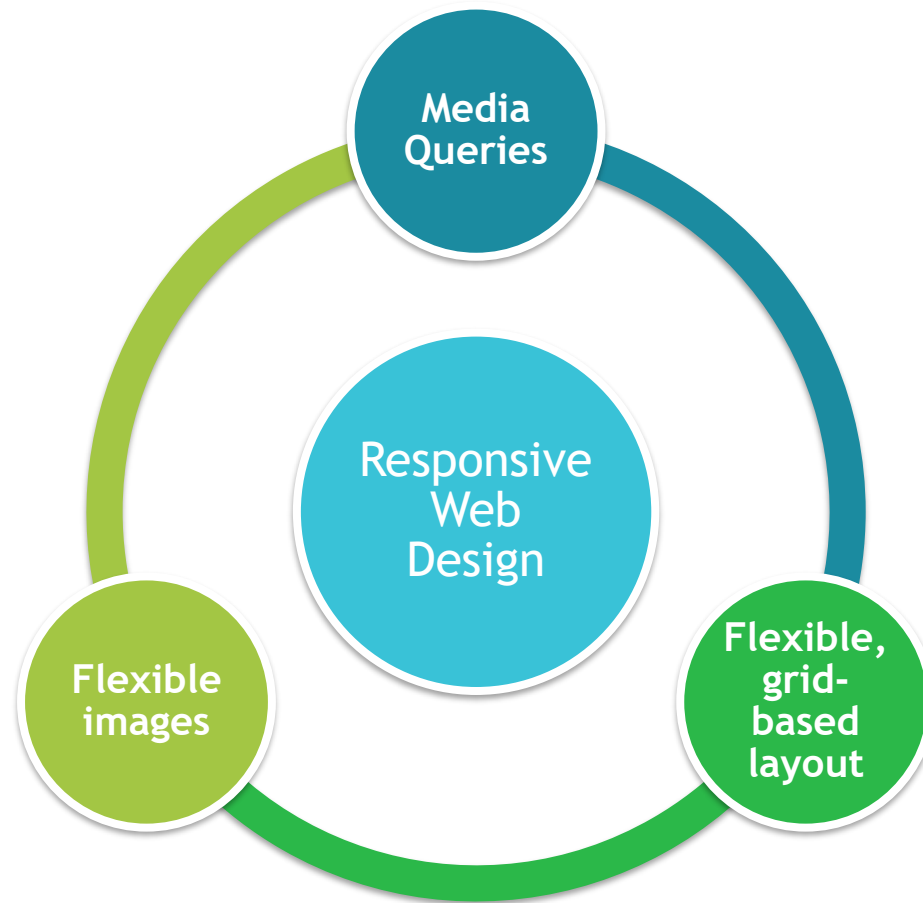 Media
Queries
Responsive
Web
Design
Flexible
images
Flexible,
grid-
based
layout